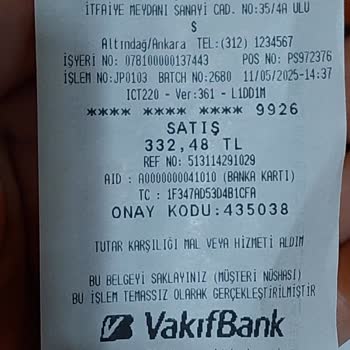 İTFAİYE MEYDANI SANAYİ CAD. NO:35/4A ULU
S
Altındağ/Ankara TEL:(312) 1234567
İŞYERİ NO: 078100000137443 POS NO: PS972376
İŞLEM NO:JP0103 BATCH NO:2680 11/05/2025-14:37
ICT220 - Ver:361 - L1DD1M
**** **** **** 9926
SATIŞ
332,48 TL
REF NO: 513114291029
AID : A0000000041010 (BANKA KARTI)
TC : 1F347AD53D4B1CFA
ONAY KODU:435038
TUTAR KARŞILIĞI MAL VEYA HİZMETİ ALDIM
BU BELGEYİ SAKLAYINIZ (MÜŞTERİ NÜSHASI)
BU İŞLEM TEMASSIZ OLARAK GERÇEKLEŞTİRİLMİŞTİR
VakıfBank